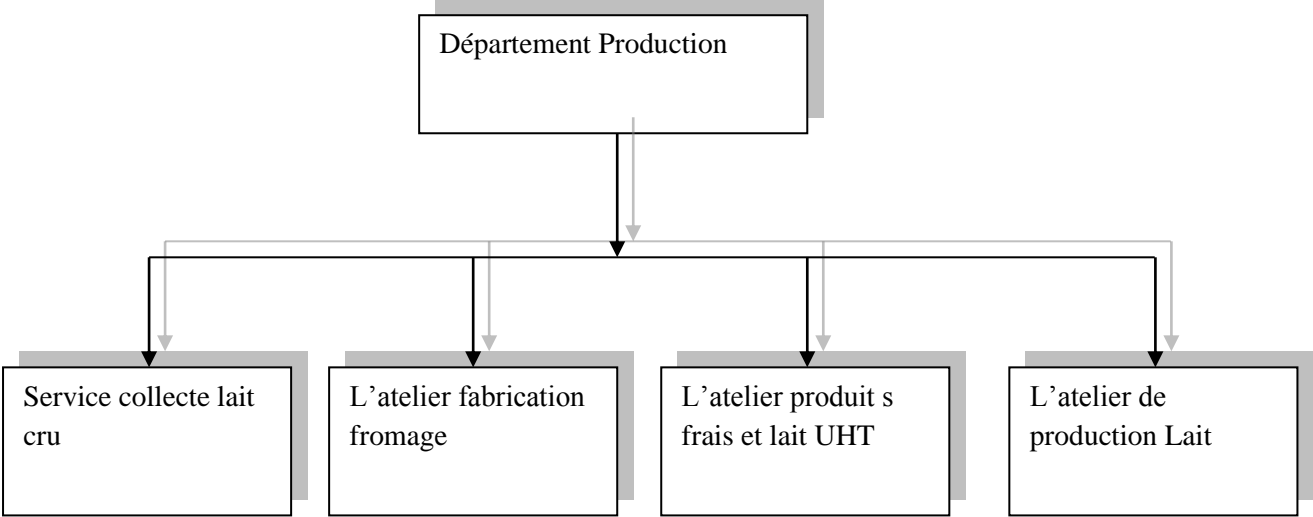 Département Production
Service collecte lait
cru
L’atelier fabrication
fromage
L’atelier produit s
frais et lait UHT
L’atelier de
production Lait